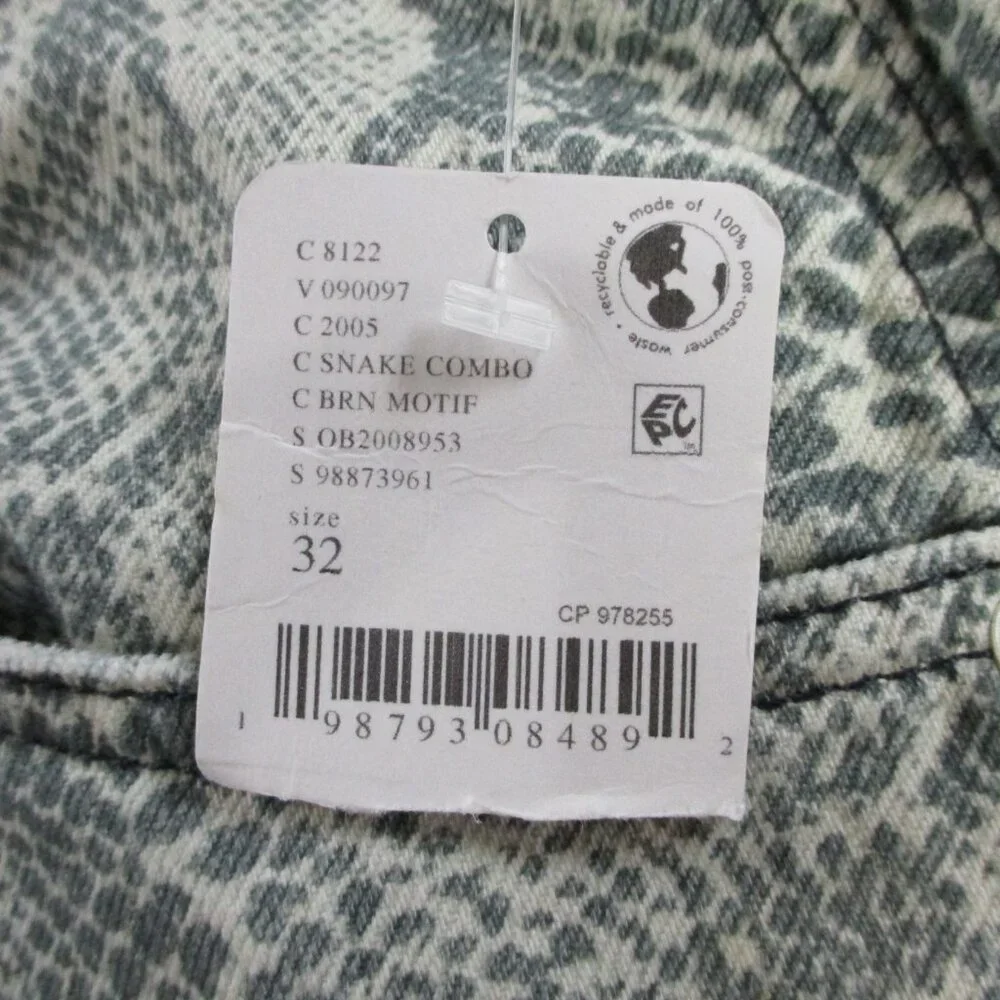 C 8122
V 090097
C 2005
C SNAKE COMBO
C BRN MOTIF
S OB2008953
S 98873961
size
32
recyclable & made of 100% post-consumer waste •
EPC
CP 978255
1 98793 08489 2